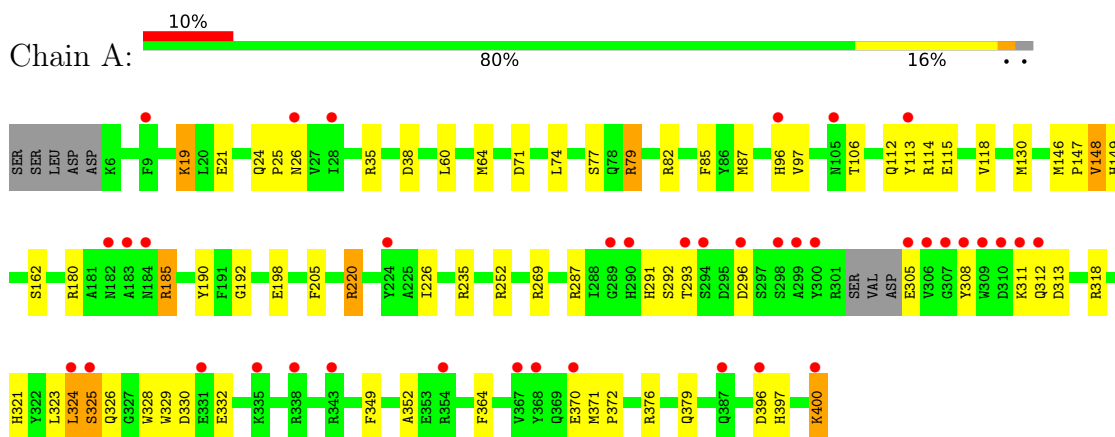 10%
Chain A:
80% 16% • •
SER SER LEU ASP ASP K6 F9 K19 L20 E21 Q24 P25 N26 V27 I28 R35 D38 L60 M64 D71 L74 S77 Q78 R79 R82 F85 Y86 M87 H96 V97 N105 T106 Q112 Y113 R114 E115 V118 M130 M146 P147 V148 H149
S162 R180 A181 N182 A183 N184 R185 Y190 F191 G192 E198 F205 R220 Y224 A225 I226 R235 R252 R269 R287 I288 G289 H290 H291 S292 T293 S294 D295 D296 S297 S298 A299 Y300 R301 SER VAL ASP E305 V306 G307 Y308 W309 D310 K311 Q312 D313 R318
H321 Y322 L323 L324 S325 Q326 G327 W328 W329 D330 E331 E332 K335 R338 R343 F349 A352 E353 R354 F364 V367 Y368 Q369 E370 M371 P372 R376 Q379 Q387 D396 H397 K400